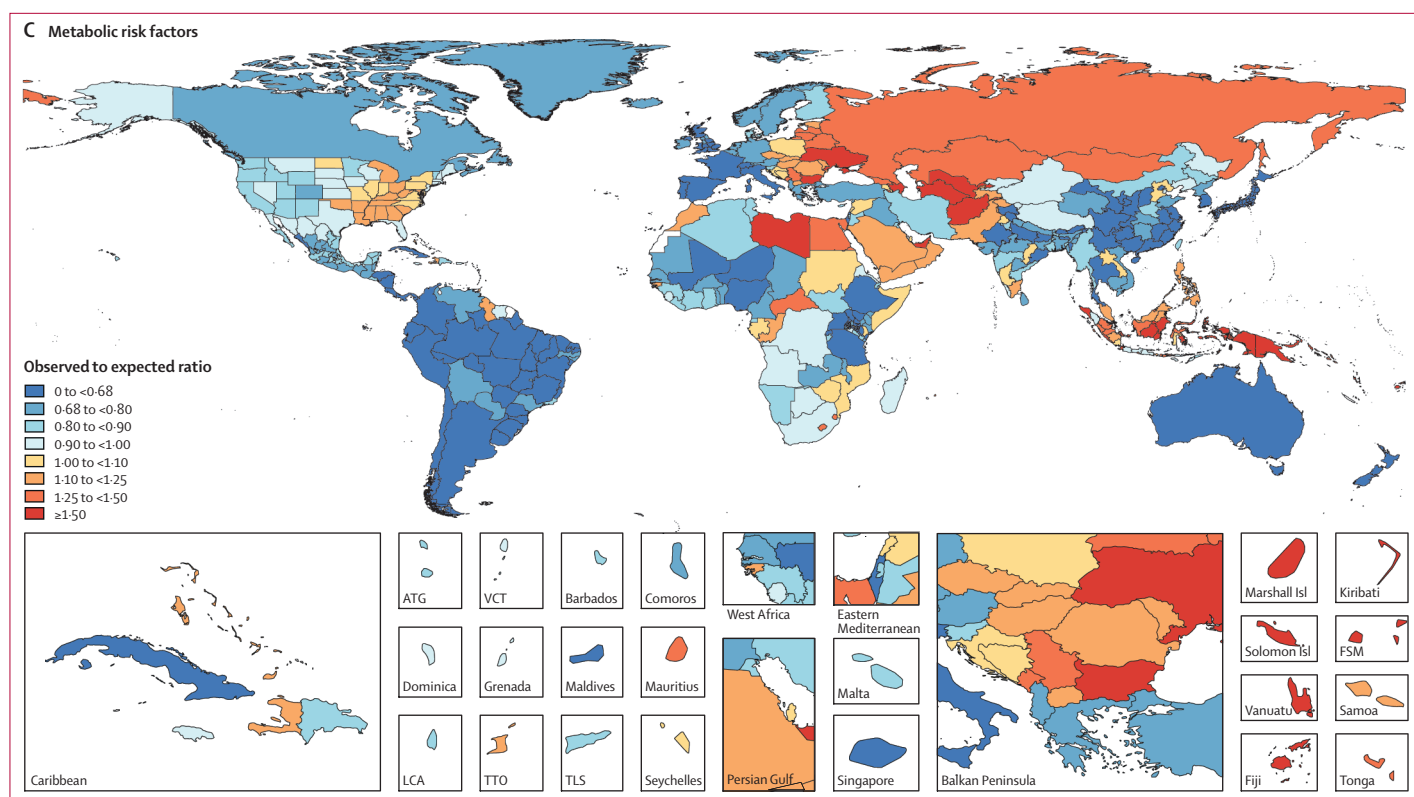 C Metabolic risk factors
Observed to expected ratio
0 to <0·68
0·68 to <0·80
0·80 to <0·90
0·90 to <1·00
1·00 to <1·10
1·10 to <1·25
1·25 to <1·50
≥1·50
Caribbean
ATG
VCT
Barbados
Comoros
Dominica
Grenada
Maldives
Mauritius
LCA
TTO
TLS
Seychelles
West Africa
Eastern
Mediterranean
Persian Gulf
Malta
Singapore
Balkan Peninsula
Marshall Isl
Kiribati
Solomon Isl
FSM
Vanuatu
Samoa
Fiji
Tonga